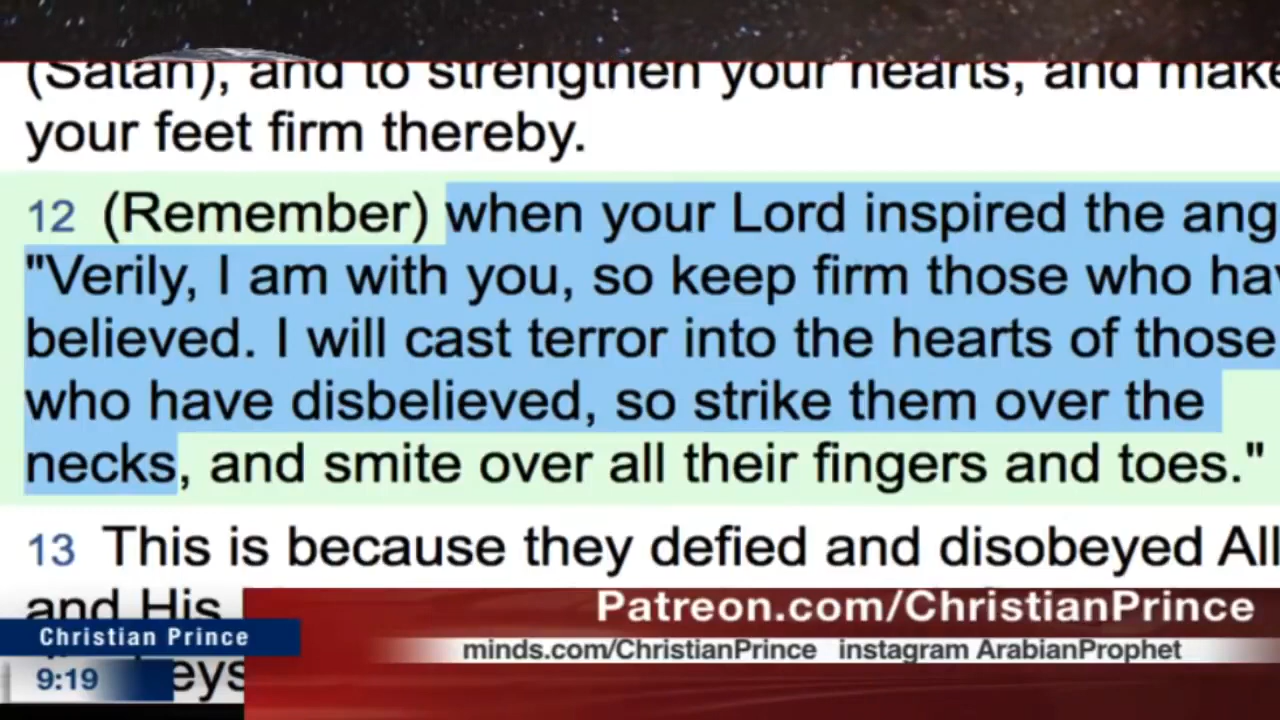 (Satan), and to strengthen your hearts, and make
your feet firm thereby.
12 (Remember) when your Lord inspired the ang
"Verily, I am with you, so keep firm those who hav
believed. I will cast terror into the hearts of those
who have disbelieved, so strike them over the
necks, and smite over all their fingers and toes."
13 This is because they defied and disobeyed All
and His
eys
Patreon.com/ChristianPrince
minds.com/ChristianPrince instagram ArabianProphet
Christian Prince
9:19